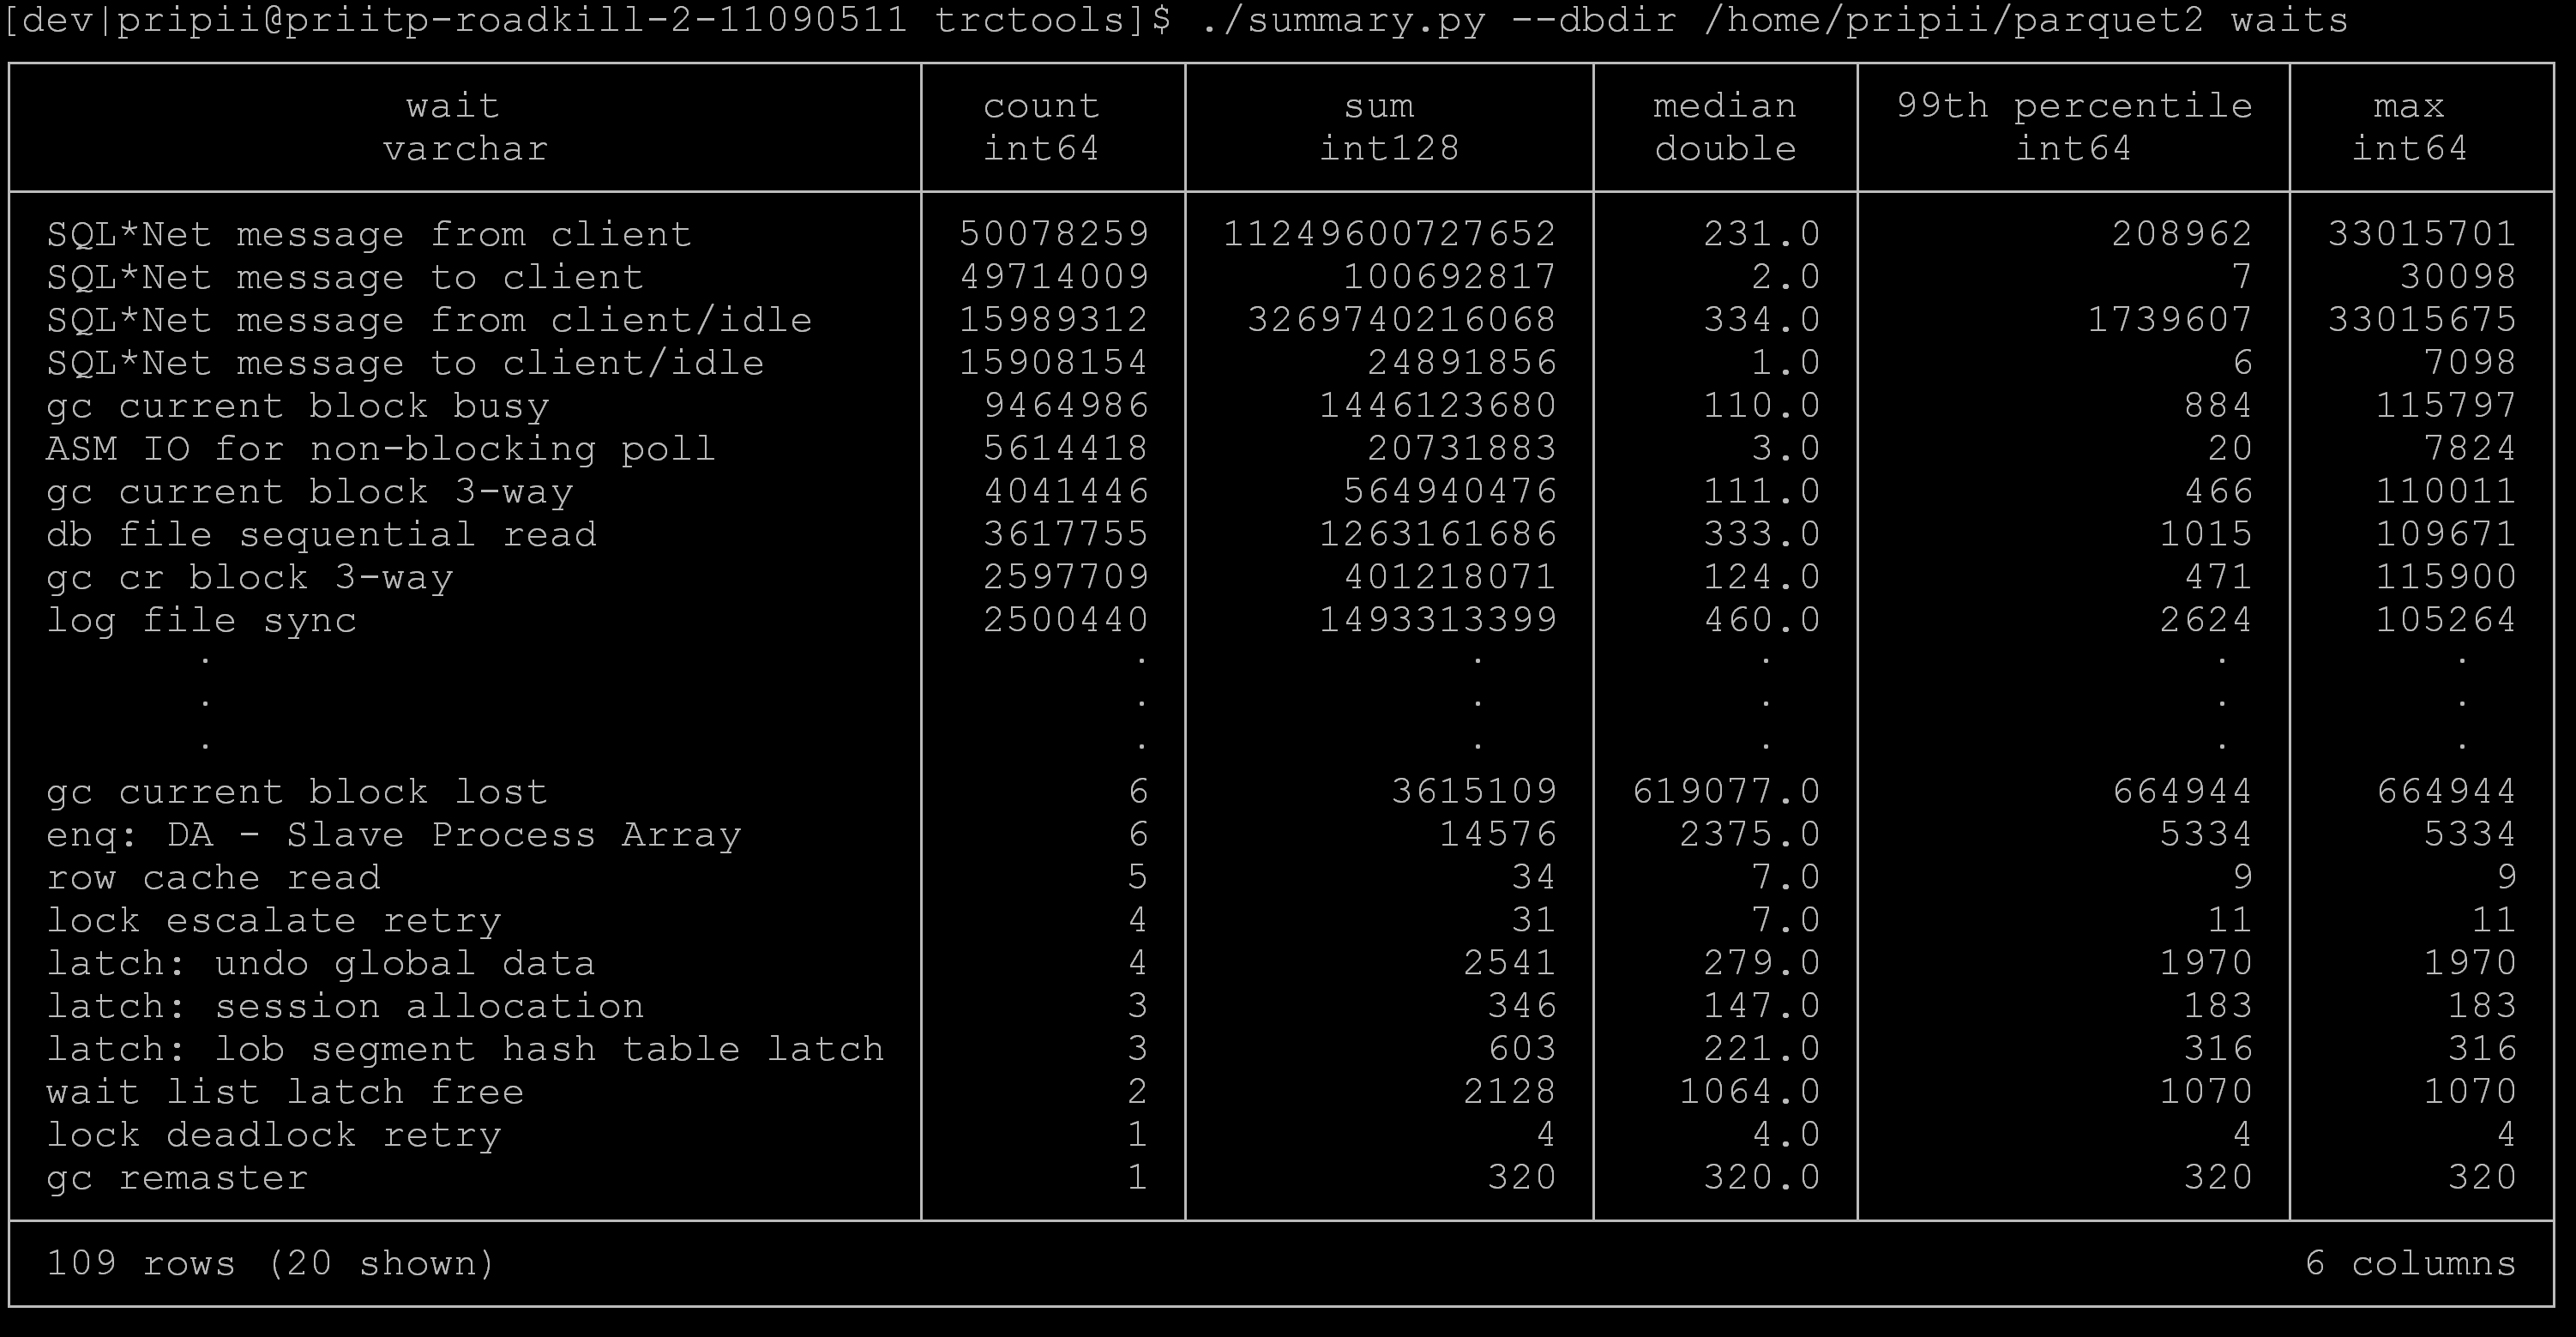 [dev|pripii@priitp-roadkill-2-11090511 trctools]$ ./summary.py --dbdir /home/pripii/parquet2 waits
wait count sum median 99th percentile max
varchar int64 int128 double int64 int64
SQL*Net message from client 50078259 11249600727652 231.0 208962 33015701
SQL*Net message to client 49714009 100692817 2.0 7 30098
SQL*Net message from client/idle 15989312 3269740216068 334.0 1739607 33015675
SQL*Net message to client/idle 15908154 24891856 1.0 6 7098
gc current block busy 9464986 1446123680 110.0 884 115797
ASM IO for non-blocking poll 5614418 20731883 3.0 20 7824
gc current block 3-way 4041446 564940476 111.0 466 110011
db file sequential read 3617755 1263161686 333.0 1015 109671
gc cr block 3-way 2597709 401218071 124.0 471 115900
log file sync 2500440 1493313399 460.0 2624 105264
· · · · · ·
· · · · · ·
· · · · · ·
gc current block lost 6 3615109 619077.0 664944 664944
enq: DA - Slave Process Array 6 14576 2375.0 5334 5334
row cache read 5 34 7.0 9 9
lock escalate retry 4 31 7.0 11 11
latch: undo global data 4 2541 279.0 1970 1970
latch: session allocation 3 346 147.0 183 183
latch: lob segment hash table latch 3 603 221.0 316 316
wait list latch free 2 2128 1064.0 1070 1070
lock deadlock retry 1 4 4.0 4 4
gc remaster 1 320 320.0 320 320
109 rows (20 shown) 6 columns